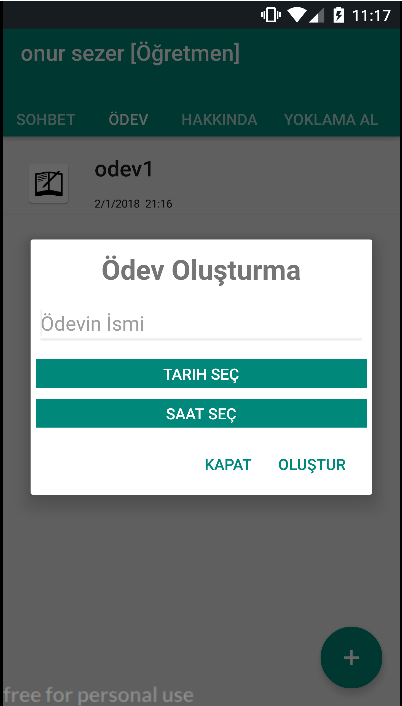 11:17
onur sezer [Öğretmen]
SOHBET ÖDEV HAKKINDA YOKLAMA AL
odev1
2/1/2018 21:16
Ödev Oluşturma
Ödevin İsmi
TARIH SEÇ
SAAT SEÇ
KAPAT OLUŞTUR
+
free for personal use